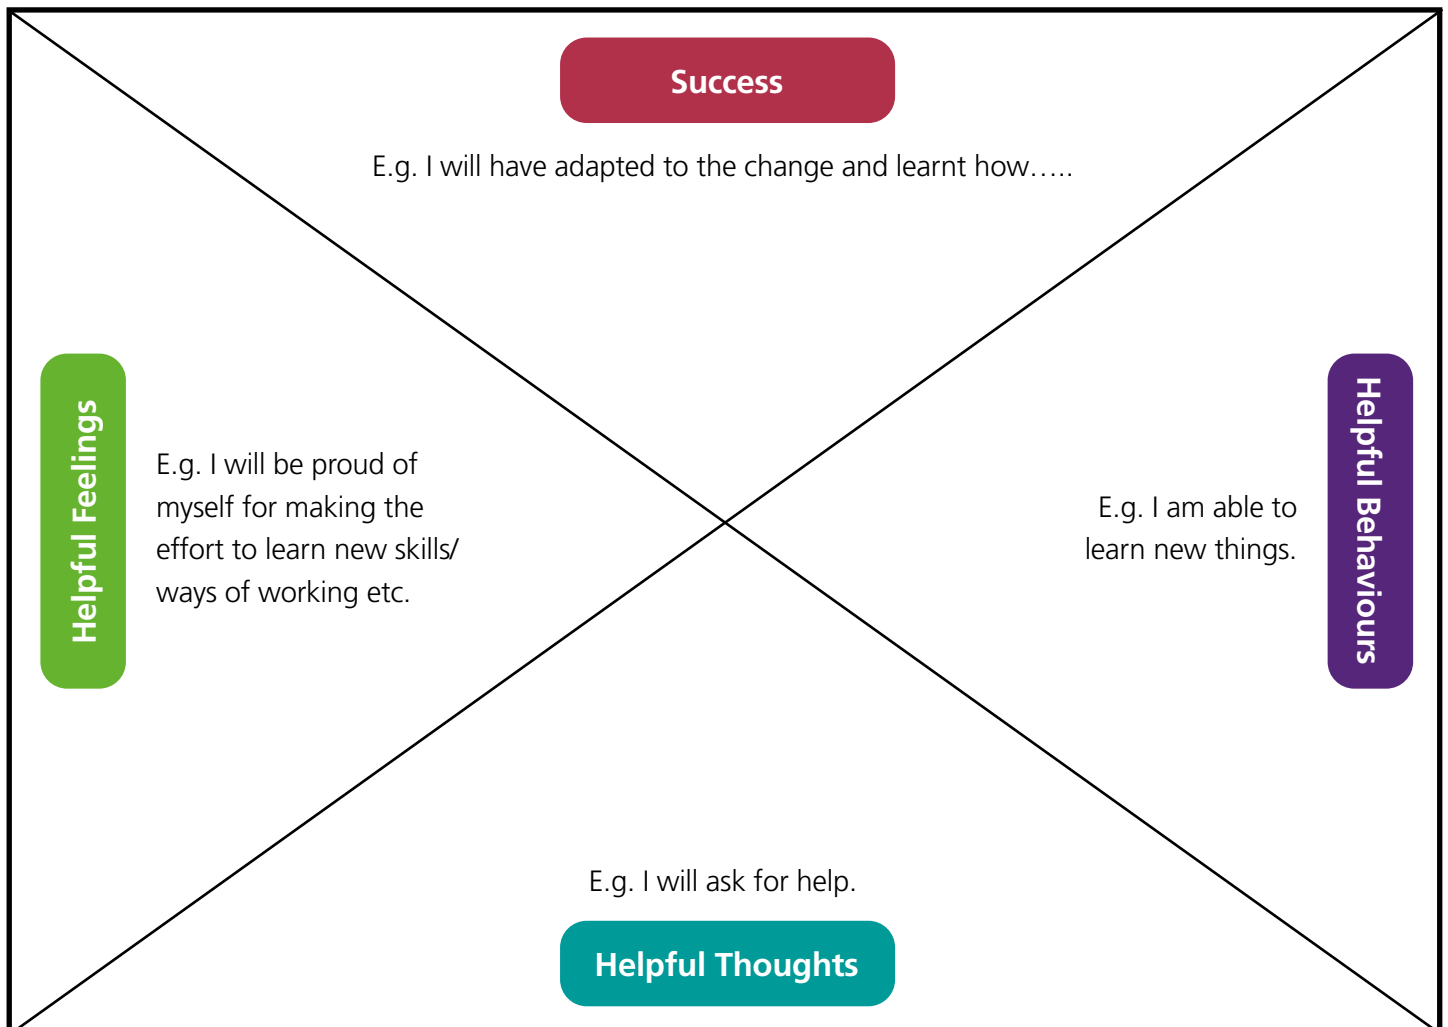 Success
E.g. I will have adapted to the change and learnt how…..
Helpful Feelings
E.g. I will be proud of
myself for making the
effort to learn new skills/
ways of working etc.
E.g. I am able to
learn new things.
Helpful Behaviours
E.g. I will ask for help.
Helpful Thoughts